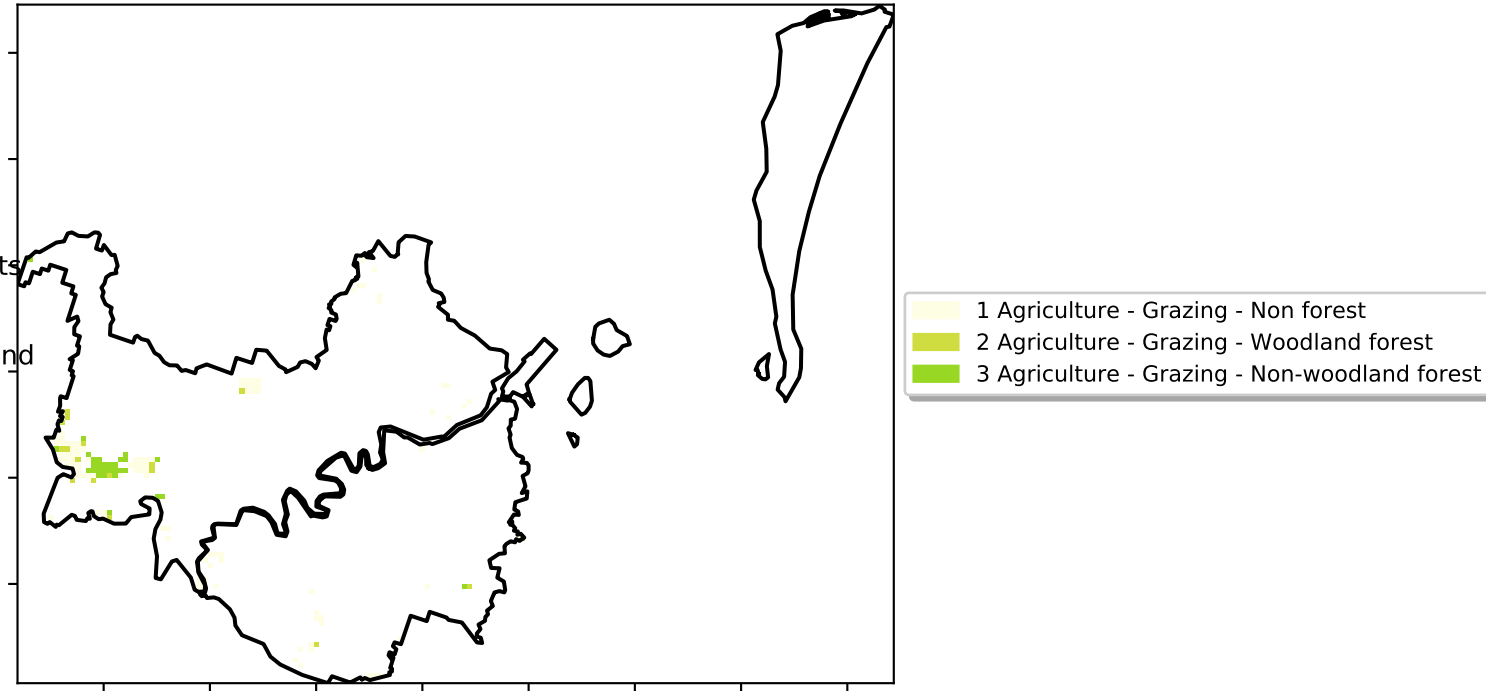 ts
1 Agriculture - Grazing - Non forest
2 Agriculture - Grazing - Woodland forest
nd
3 Agriculture - Grazing - Non-woodland forest